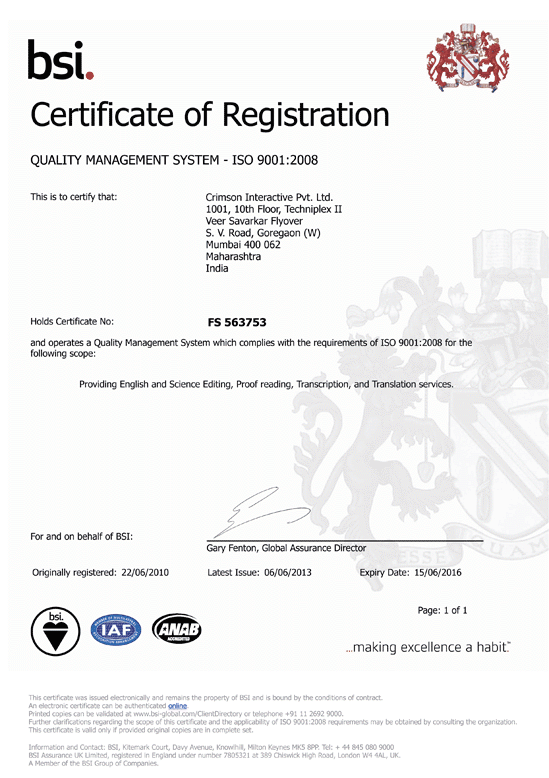 bsi.
Certificate of Registration
QUALITY MANAGEMENT SYSTEM - ISO 9001:2008
This is to certify that:
Crimson Interactive Pvt. Ltd.
1001, 10th Floor, Techniplex II
Veer Savarkar Flyover
S. V. Road, Goregaon (W)
Mumbai 400 062
Maharashtra
India
Holds Certificate No:
FS 563753
and operates a Quality Management System which complies with the requirements of ISO 9001:2008 for the
following scope:
Providing English and Science Editing, Proof reading, Transcription, and Translation services.
For and on behalf of BSI:
Gary Fenton, Global Assurance Director
Originally registered: 22/06/2010
Latest Issue: 06/06/2013
Expiry Date: 15/06/2016
Page: 1 of 1
bsi.
IAF
ANAB
ACCREDITED
...making excellence a habit.™
This certificate was issued electronically and remains the property of BSI and is bound by the conditions of contract.
An electronic certificate can be authenticated online.
Printed copies can be validated at www.bsi-global.com/ClientDirectory or telephone +91 11 2692 9000.
Further clarifications regarding the scope of this certificate and the applicability of ISO 9001:2008 requirements may be obtained by consulting the organization.
This certificate is valid only if provided original copies are in complete set.
Information and Contact: BSI, Kitemark Court, Davy Avenue, Knowlhill, Milton Keynes MK5 8PP. Tel: + 44 845 080 9000
BSI Assurance UK Limited, registered in England under number 7805321 at 389 Chiswick High Road, London W4 4AL, UK.
A Member of the BSI Group of Companies.